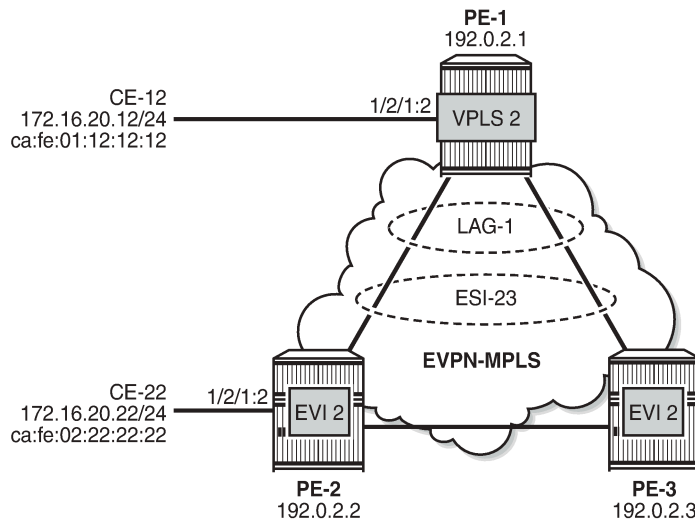 PE-1
192.0.2.1
CE-12
172.16.20.12/24
ca:fe:01:12:12:12
1/2/1:2
VPLS 2
LAG-1
ESI-23
EVPN-MPLS
CE-22
172.16.20.22/24
ca:fe:02:22:22:22
1/2/1:2
EVI 2
EVI 2
PE-2
192.0.2.2
PE-3
192.0.2.3